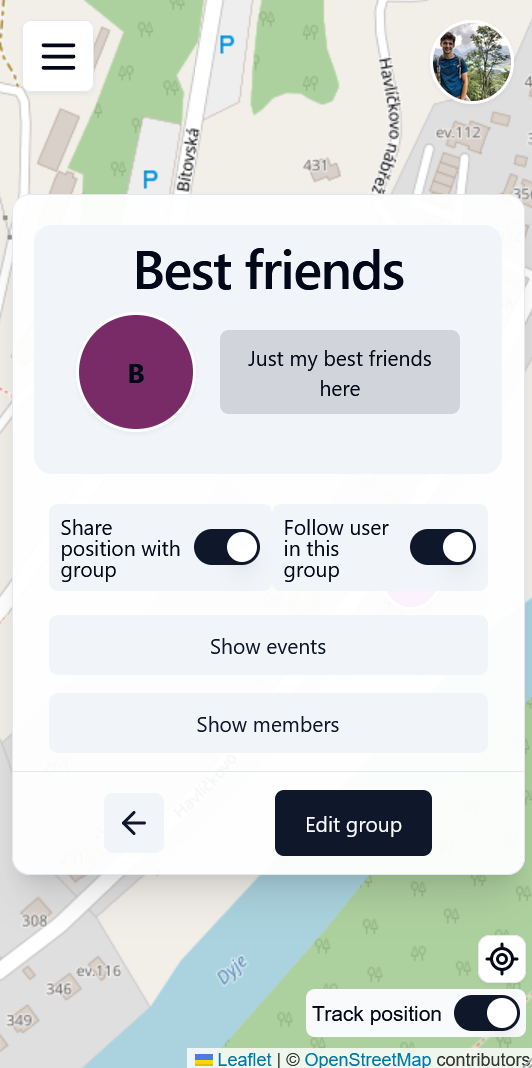 P
Havlíčkovo nábřež
ev.112
Bítovská
431
P
35
Best friends
B
Just my best friends
here
Share
position with
group
Follow user
in this
group
Show events
Show members
Havlíčkovo
Edit group
308
Dyje
ev.116
346
349
Track position
Leaflet | © OpenStreetMap contributors